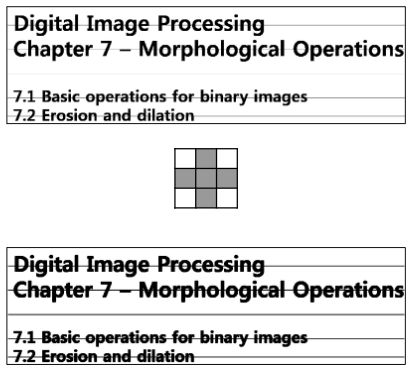 Digital Image Processing
Chapter 7 – Morphological Operations
7.1 Basic operations for binary images
7.2 Erosion and dilation
Digital Image Processing
Chapter 7 – Morphological Operations
7.1 Basic operations for binary images
7.2 Erosion and dilation